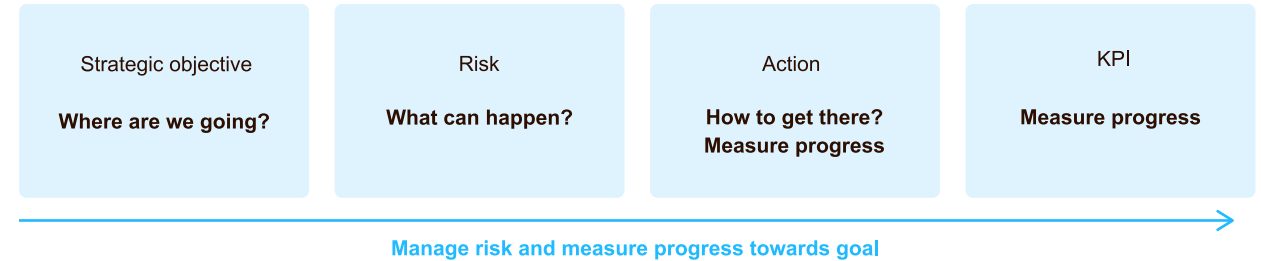 Strategic objective
Where are we going?
Risk
What can happen?
Action
How to get there?
Measure progress
KPI
Measure progress
Manage risk and measure progress towards goal